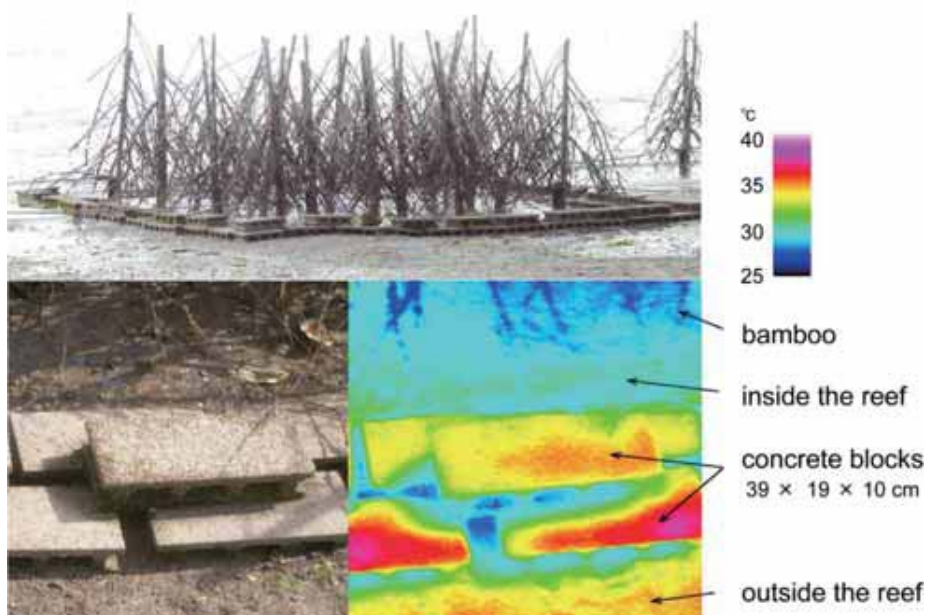 ℃
40
35
30
25
bamboo
inside the reef
concrete blocks
39 × 19 × 10 cm
outside the reef